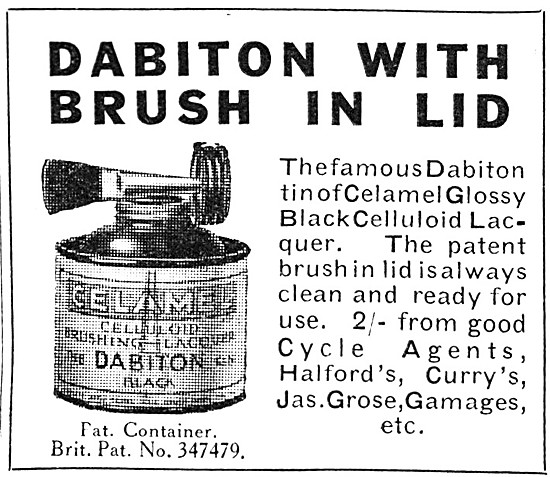 DABITON WITH
BRUSH IN LID
The famous Dabiton
tin of Celamel Glossy
Black Celluloid Lac-
quer. The patent
brush in lid is always
clean and ready for
use. 2/- from good
Cycle Agents,
Halford's, Curry's,
Jas. Grose, Gamages,
etc.
CELAMEL
CELLULOID
BRUSHING LACQUER
DABITON
BLACK
Fat. Container.
Brit. Pat. No. 347479.